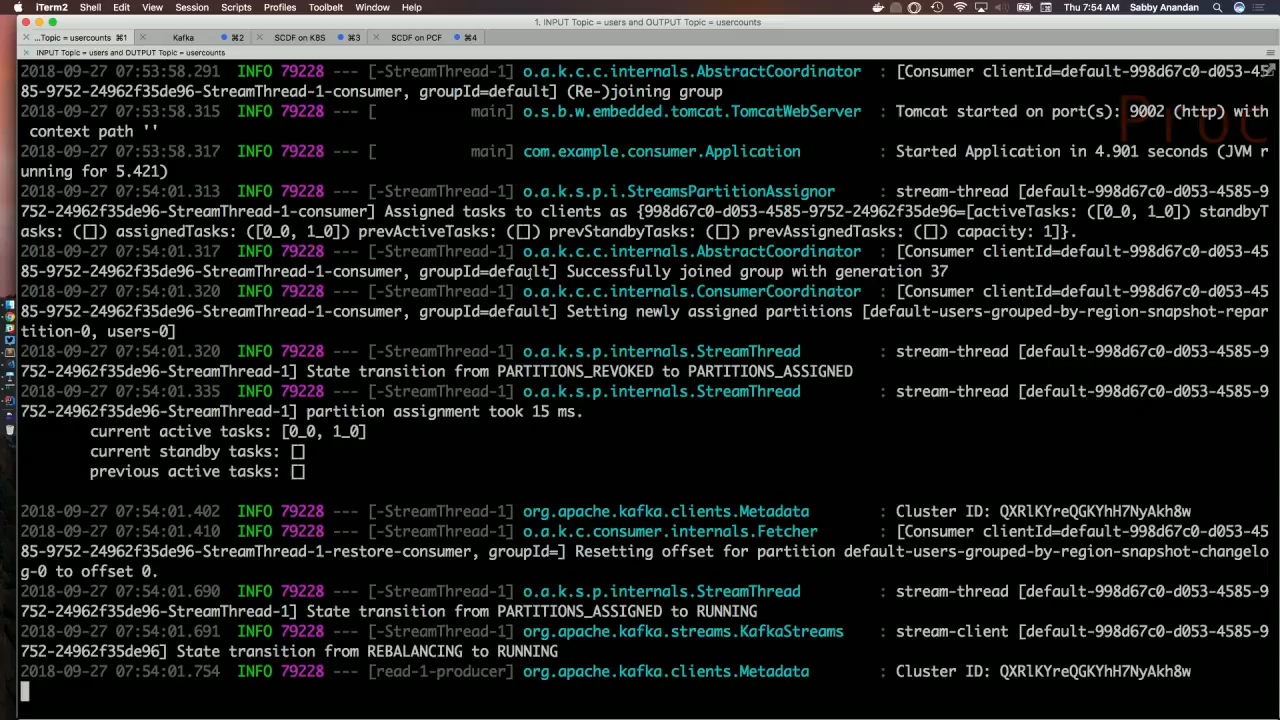 iTerm2 Shell Edit View Session Scripts Profiles Toolbelt Window Help Thu 7:54 AM Sabby Anandan
1. INPUT Topic = users and OUTPUT Topic = usercounts
...Topic = usercounts ⌘1 Kafka ⌘2 SCDF on KBS ⌘3 SCDF on PCF ⌘4
INPUT Topic = users and OUTPUT Topic = usercounts
2018-09-27 07:53:58.291 INFO 79228 --- [-StreamThread-1] o.a.k.c.c.internals.AbstractCoordinator : [Consumer clientId=default-998d67c0-d053-45
85-9752-24962f35de96-StreamThread-1-consumer, groupId=default] (Re-)joining group
2018-09-27 07:53:58.315 INFO 79228 --- [ main] o.s.b.w.embedded.tomcat.TomcatWebServer : Tomcat started on port(s): 9002 (http) with
context path ''
2018-09-27 07:53:58.317 INFO 79228 --- [ main] com.example.consumer.Application : Started Application in 4.901 seconds (JVM r
unning for 5.421)
2018-09-27 07:54:01.313 INFO 79228 --- [-StreamThread-1] o.a.k.s.p.i.StreamsPartitionAssignor : stream-thread [default-998d67c0-d053-4585-9
752-24962f35de96-StreamThread-1-consumer] Assigned tasks to clients as {998d67c0-d053-4585-9752-24962f35de96=[activeTasks: ([0_0, 1_0]) standbyT
asks: ([]) assignedTasks: ([0_0, 1_0]) prevActiveTasks: ([]) prevStandbyTasks: ([]) prevAssignedTasks: ([]) capacity: 1]}.
2018-09-27 07:54:01.317 INFO 79228 --- [-StreamThread-1] o.a.k.c.c.internals.AbstractCoordinator : [Consumer clientId=default-998d67c0-d053-45
85-9752-24962f35de96-StreamThread-1-consumer, groupId=default] Successfully joined group with generation 37
2018-09-27 07:54:01.320 INFO 79228 --- [-StreamThread-1] o.a.k.c.c.internals.ConsumerCoordinator : [Consumer clientId=default-998d67c0-d053-45
85-9752-24962f35de96-StreamThread-1-consumer, groupId=default] Setting newly assigned partitions [default-users-grouped-by-region-snapshot-repar
tition-0, users-0]
2018-09-27 07:54:01.320 INFO 79228 --- [-StreamThread-1] o.a.k.s.p.internals.StreamThread : stream-thread [default-998d67c0-d053-4585-9
752-24962f35de96-StreamThread-1] State transition from PARTITIONS_REVOKED to PARTITIONS_ASSIGNED
2018-09-27 07:54:01.335 INFO 79228 --- [-StreamThread-1] o.a.k.s.p.internals.StreamThread : stream-thread [default-998d67c0-d053-4585-9
752-24962f35de96-StreamThread-1] partition assignment took 15 ms.
current active tasks: [0_0, 1_0]
current standby tasks: []
previous active tasks: []
2018-09-27 07:54:01.402 INFO 79228 --- [-StreamThread-1] org.apache.kafka.clients.Metadata : Cluster ID: QXRlKYreQGKYhH7NyAkh8w
2018-09-27 07:54:01.410 INFO 79228 --- [-StreamThread-1] o.a.k.c.consumer.internals.Fetcher : [Consumer clientId=default-998d67c0-d053-45
85-9752-24962f35de96-StreamThread-1-restore-consumer, groupId=] Resetting offset for partition default-users-grouped-by-region-snapshot-changelo
g-0 to offset 0.
2018-09-27 07:54:01.690 INFO 79228 --- [-StreamThread-1] o.a.k.s.p.internals.StreamThread : stream-thread [default-998d67c0-d053-4585-9
752-24962f35de96-StreamThread-1] State transition from PARTITIONS_ASSIGNED to RUNNING
2018-09-27 07:54:01.691 INFO 79228 --- [-StreamThread-1] org.apache.kafka.streams.KafkaStreams : stream-client [default-998d67c0-d053-4585-9
752-24962f35de96] State transition from REBALANCING to RUNNING
2018-09-27 07:54:01.754 INFO 79228 --- [read-1-producer] org.apache.kafka.clients.Metadata : Cluster ID: QXRlKYreQGKYhH7NyAkh8w
Proc